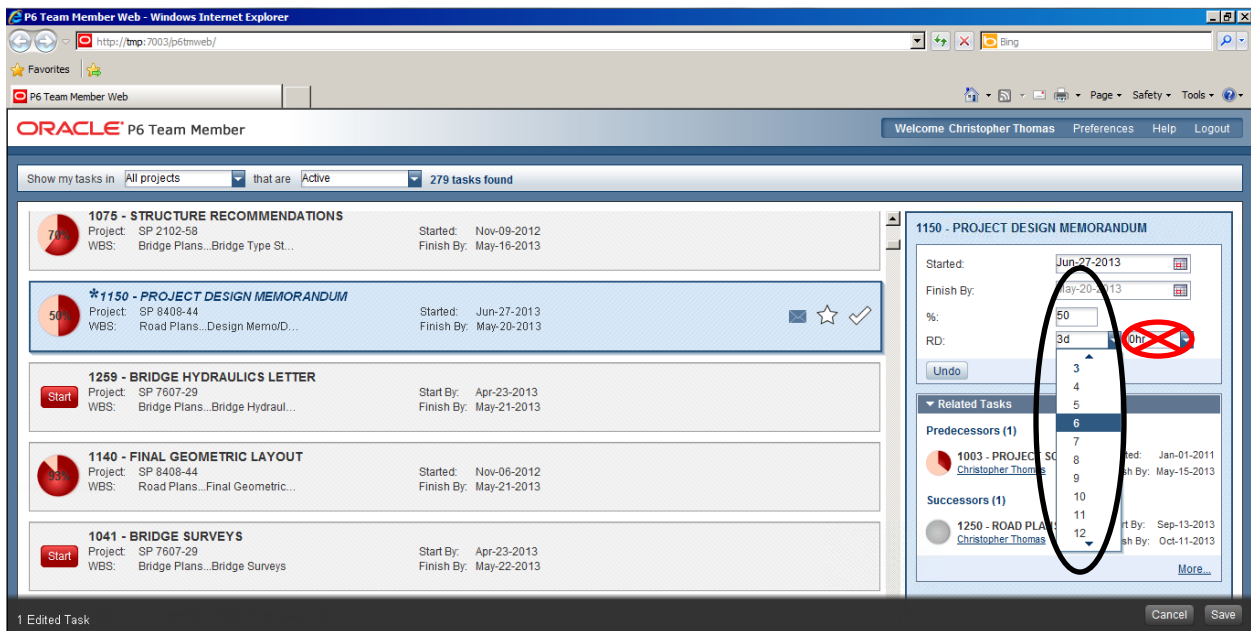 P6 Team Member Web - Windows Internet Explorer
http://tmp:7003/p6tmweb/
Bing
Favorites
P6 Team Member Web
Page Safety Tools
ORACLE P6 Team Member
Welcome Christopher Thomas Preferences Help Logout
Show my tasks in All projects that are Active 279 tasks found
1075 - STRUCTURE RECOMMENDATIONS
70%
Project: SP 2102-58 Started: Nov-09-2012
WBS: Bridge Plans...Bridge Type St... Finish By: May-16-2013
*1150 - PROJECT DESIGN MEMORANDUM
50%
Project: SP 8408-44 Started: Jun-27-2013
WBS: Road Plans...Design Memo/D... Finish By: May-20-2013
1259 - BRIDGE HYDRAULICS LETTER
Start
Project: SP 7607-29 Start By: Apr-23-2013
WBS: Bridge Plans...Bridge Hydraul... Finish By: May-21-2013
1140 - FINAL GEOMETRIC LAYOUT
93%
Project: SP 8408-44 Started: Nov-06-2012
WBS: Road Plans...Final Geometric... Finish By: May-21-2013
1041 - BRIDGE SURVEYS
Start
Project: SP 7607-29 Start By: Apr-23-2013
WBS: Bridge Plans...Bridge Surveys Finish By: May-22-2013
1150 - PROJECT DESIGN MEMORANDUM
Started: Jun-27-2013
Finish By: May-20-2013
%: 50
RD: 3d 0hr
Undo
3
4
5
6
7
8
9
10
11
12
Related Tasks
Predecessors (1)
1003 - PROJECT SC
Christopher Thomas
ted: Jan-01-2011
sh By: May-15-2013
Successors (1)
1250 - ROAD PLANS
Christopher Thomas
rt By: Sep-13-2013
sh By: Oct-11-2013
More...
1 Edited Task
Cancel Save